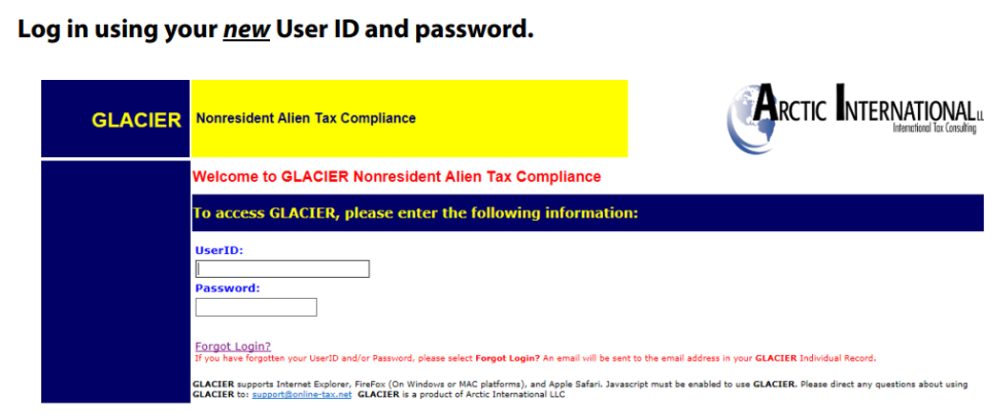 Log in using your new User ID and password.
GLACIER
Nonresident Alien Tax Compliance
ARCTIC INTERNATIONAL LL
International Tax Consulting
Welcome to GLACIER Nonresident Alien Tax Compliance
To access GLACIER, please enter the following information:
UserID:
Password:
Forgot Login?
If you have forgotten your UserID and/or Password, please select Forgot Login? An email will be sent to the email address in your GLACIER Individual Record.
GLACIER supports Internet Explorer, FireFox (On Windows or MAC platforms), and Apple Safari. Javascript must be enabled to use GLACIER. Please direct any questions about using
GLACIER to: support@online-tax.net GLACIER is a product of Arctic International LLC